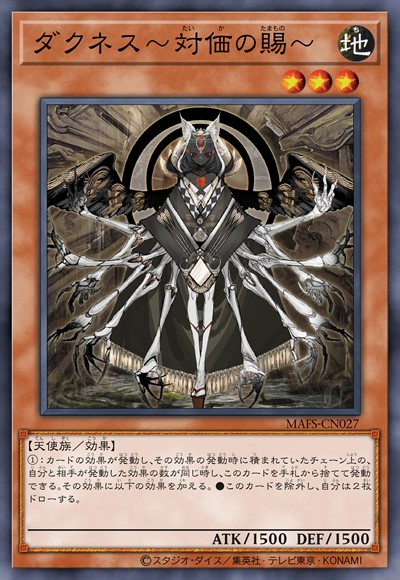 ダクネス～対価の賜～
地
MAFS-CN027
【天使族／効果】
①：カードの効果が発動し、その効果の発動時に積まれていたチェーン上の、
自分と相手が発動した効果の数が同じ時、このカードを手札から捨てて発動
できる。その効果に以下の効果を加える。●このカードを除外し、自分は２枚
ドローする。
ATK/1500 DEF/1500
©スタジオ・ダイス／集英社・テレビ東京・KONAMI